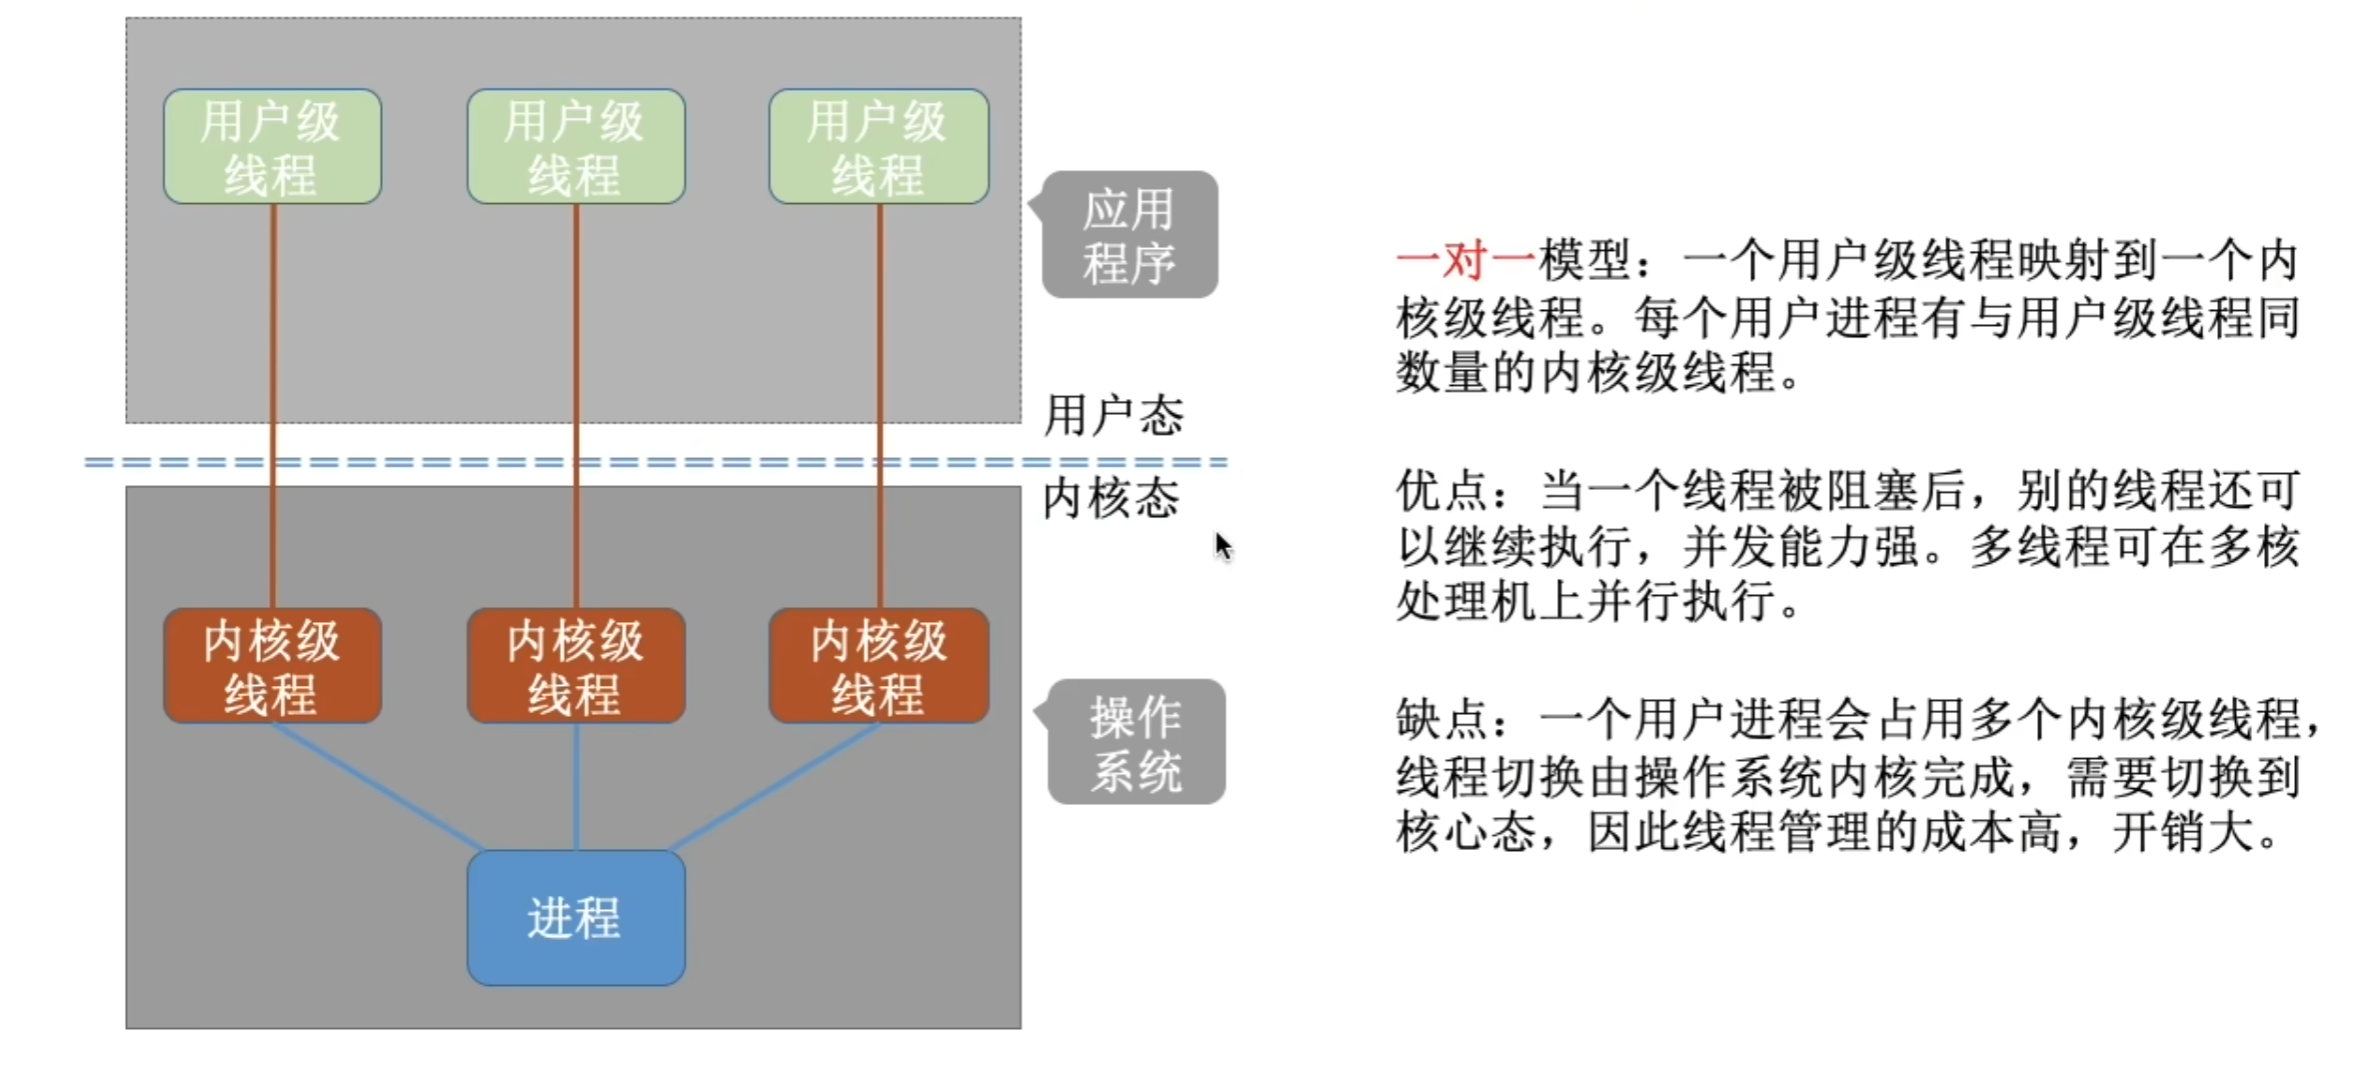 用户级
线程
用户级
线程
用户级
线程
应用
程序
用户态
内核态
内核级
线程
内核级
线程
内核级
线程
操作
系统
进程
一对一模型：一个用户级线程映射到一个内
核级线程。每个用户进程有与用户级线程同
数量的内核级线程。
优点：当一个线程被阻塞后，别的线程还可
以继续执行，并发能力强。多线程可在多核
处理机上并行执行。
缺点：一个用户进程会占用多个内核级线程，
线程切换由操作系统内核完成，需要切换到
核心态，因此线程管理的成本高，开销大。